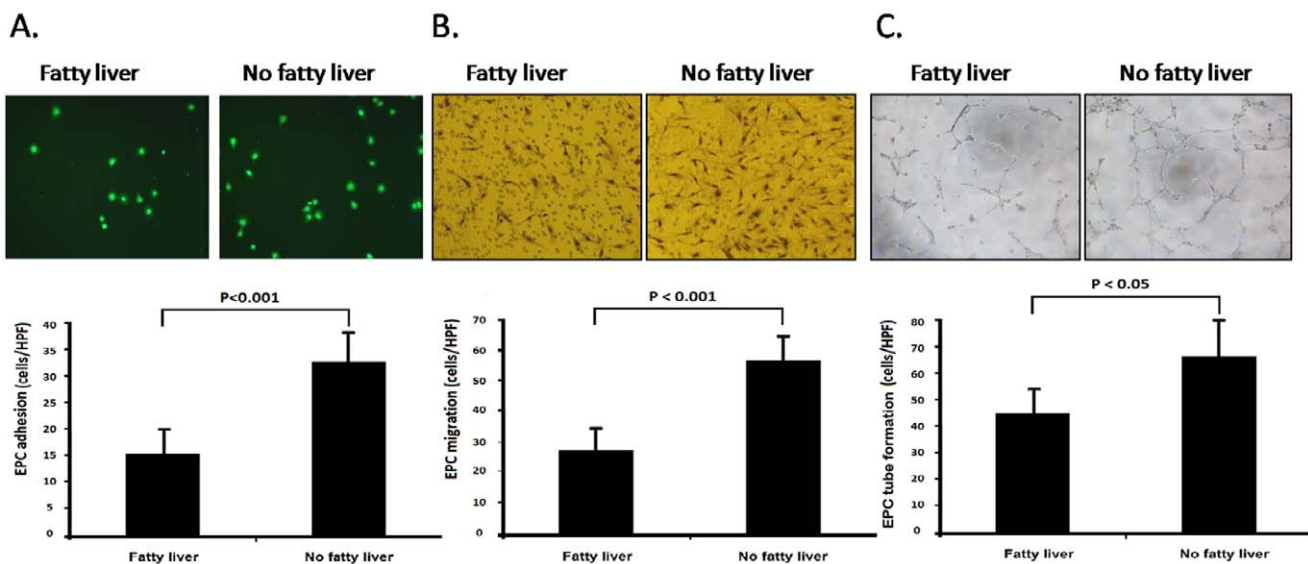 A.
Fatty liver
No fatty liver
P<0.001
EPC adhesion (cells/HPF)
40
35
30
25
20
15
10
5
0
Fatty liver
No fatty liver
B.
Fatty liver
No fatty liver
P < 0.001
EPC migration (cells/HPF)
70
60
50
40
30
20
10
0
Fatty liver
No fatty liver
C.
Fatty liver
No fatty liver
P < 0.05
EPC tube formation (cells/HPF)
80
70
60
50
40
30
20
10
0
Fatty liver
No fatty liver